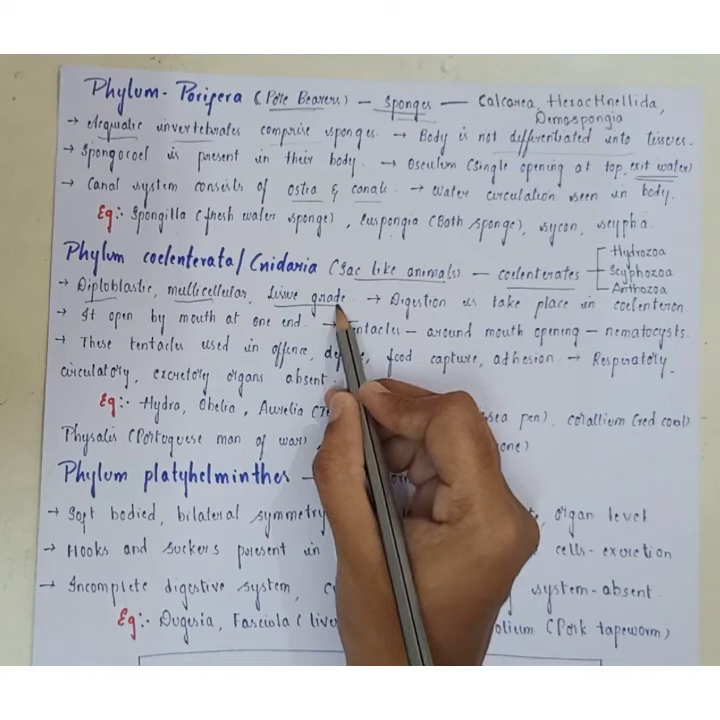 Phylum - Porifera (Pore Bearers) - Sponges - Calcarea, HexacHnellida, Demospongia
→ Acqualic invertebrates comprise sponges. → Body is not differentiated into tissues.
→ Spongocoel is present in their body. → Osculum (single opening at top, exit water)
→ Canal system consists of ostia & canals. → Water circulation seen in body.
Eg:- Spongilla (fresh water sponge), Euspongia (Both sponge), sycon, scypha.
Phylum coelenterata/Cnidaria (Sac like animals) - coelenterates - Hydrozoa
Scyphozoa
Anthozoa
→ Diploblastic, multicellular, tissue grade. → Digestion is take place in coelenteron
→ It open by mouth at one end. → tentacles - around mouth opening - nematocysts.
→ These tentacles used in offence, food capture, adhesion → Respiratory,
circulatory, excretory organs absent.
Eg:- Hydra, Obelia, Aurelia (sea pen), corallium (red coal)
Physalis (Portuguese man of war)
Phylum platyhelminthes -
→ Soft bodied, bilateral symmetry organ level
→ Hooks and suckers present in cells - excretion
→ Incomplete digestive system, system - absent.
Eg:- Dugesia, Fasciola (Pork tapeworm)